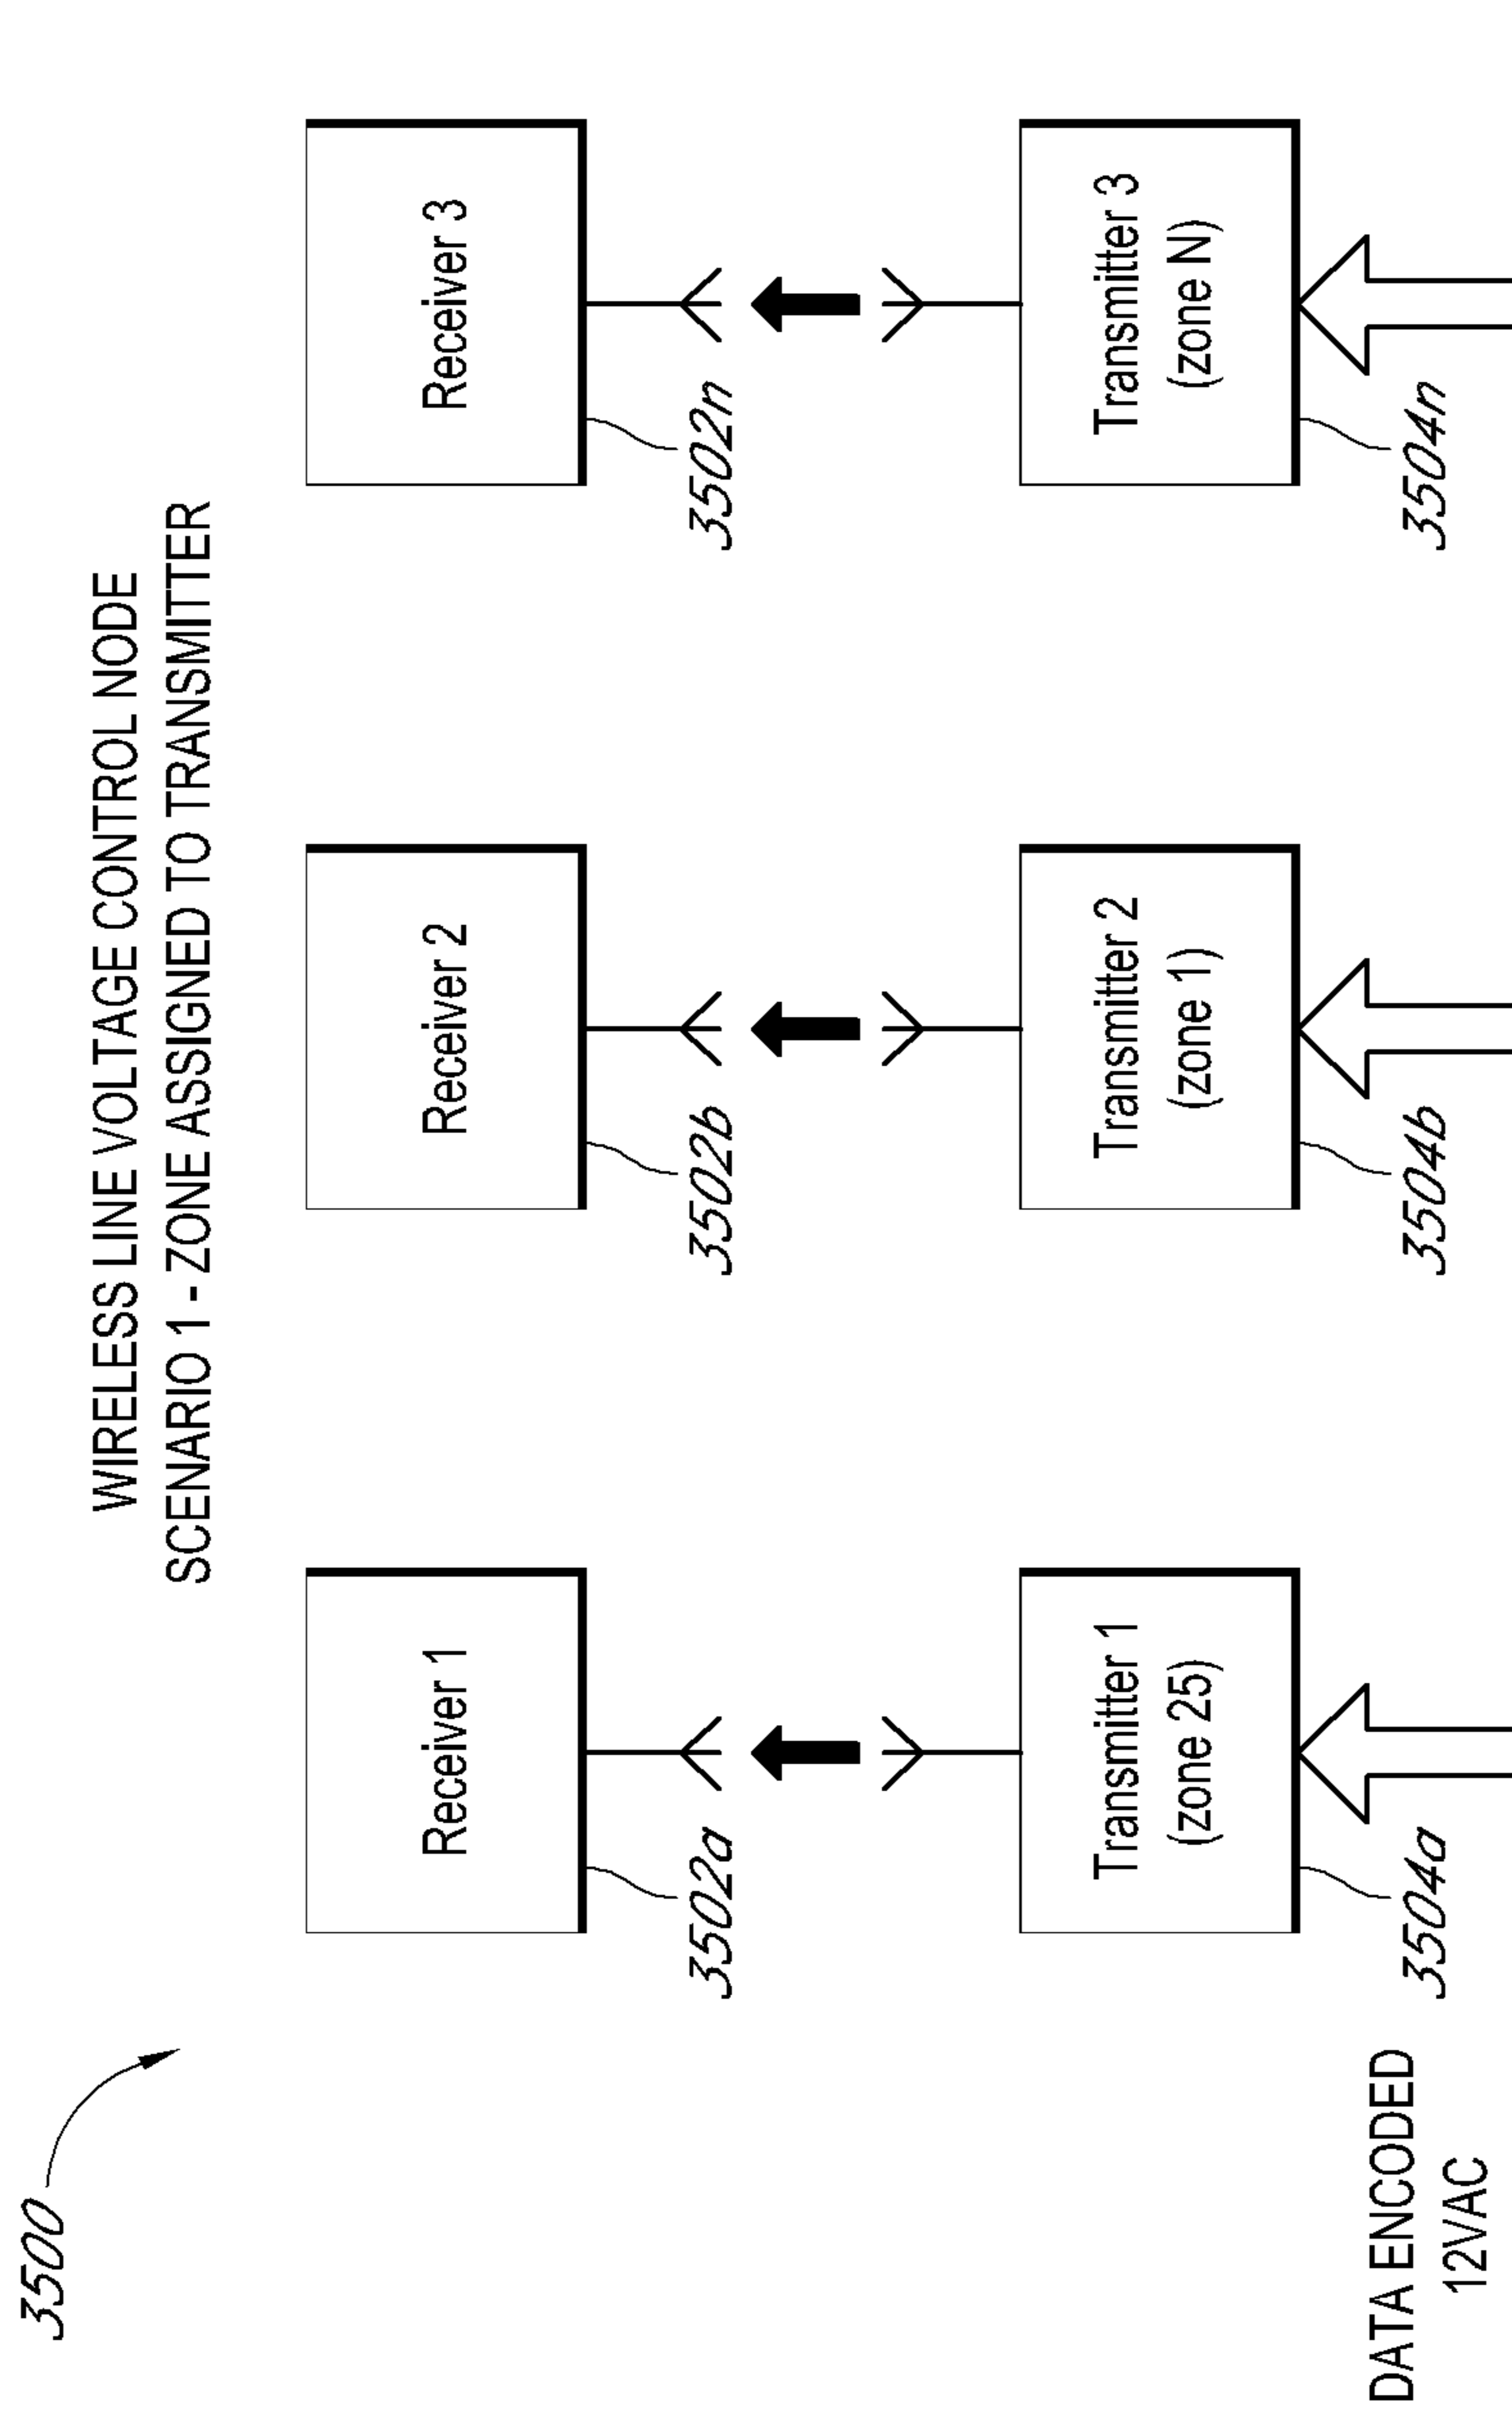 3500
WIRELESS LINE VOLTAGE CONTROL NODE
SCENARIO 1 - ZONE ASSIGNED TO TRANSMITTER
Receiver 1
Receiver 2
Receiver 3
3502a
3502b
3502n
Transmitter 1
(zone 25)
Transmitter 2
(zone 1)
Transmitter 3
(zone N)
3504a
3504b
3504n
DATA ENCODED
12VAC